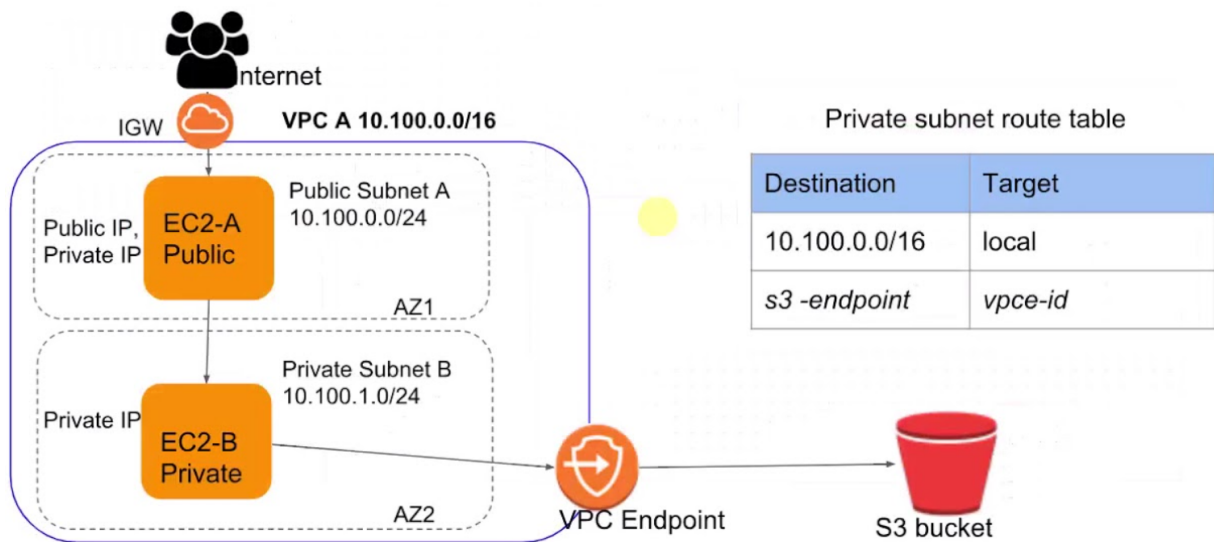 Internet
IGW
VPC A 10.100.0.0/16
Public Subnet A
10.100.0.0/24
Public IP,
Private IP
EC2-A
Public
AZ1
Private Subnet B
10.100.1.0/24
Private IP
EC2-B
Private
AZ2
VPC Endpoint
S3 bucket
Private subnet route table
Destination Target
10.100.0.0/16 local
s3 -endpoint vpce-id